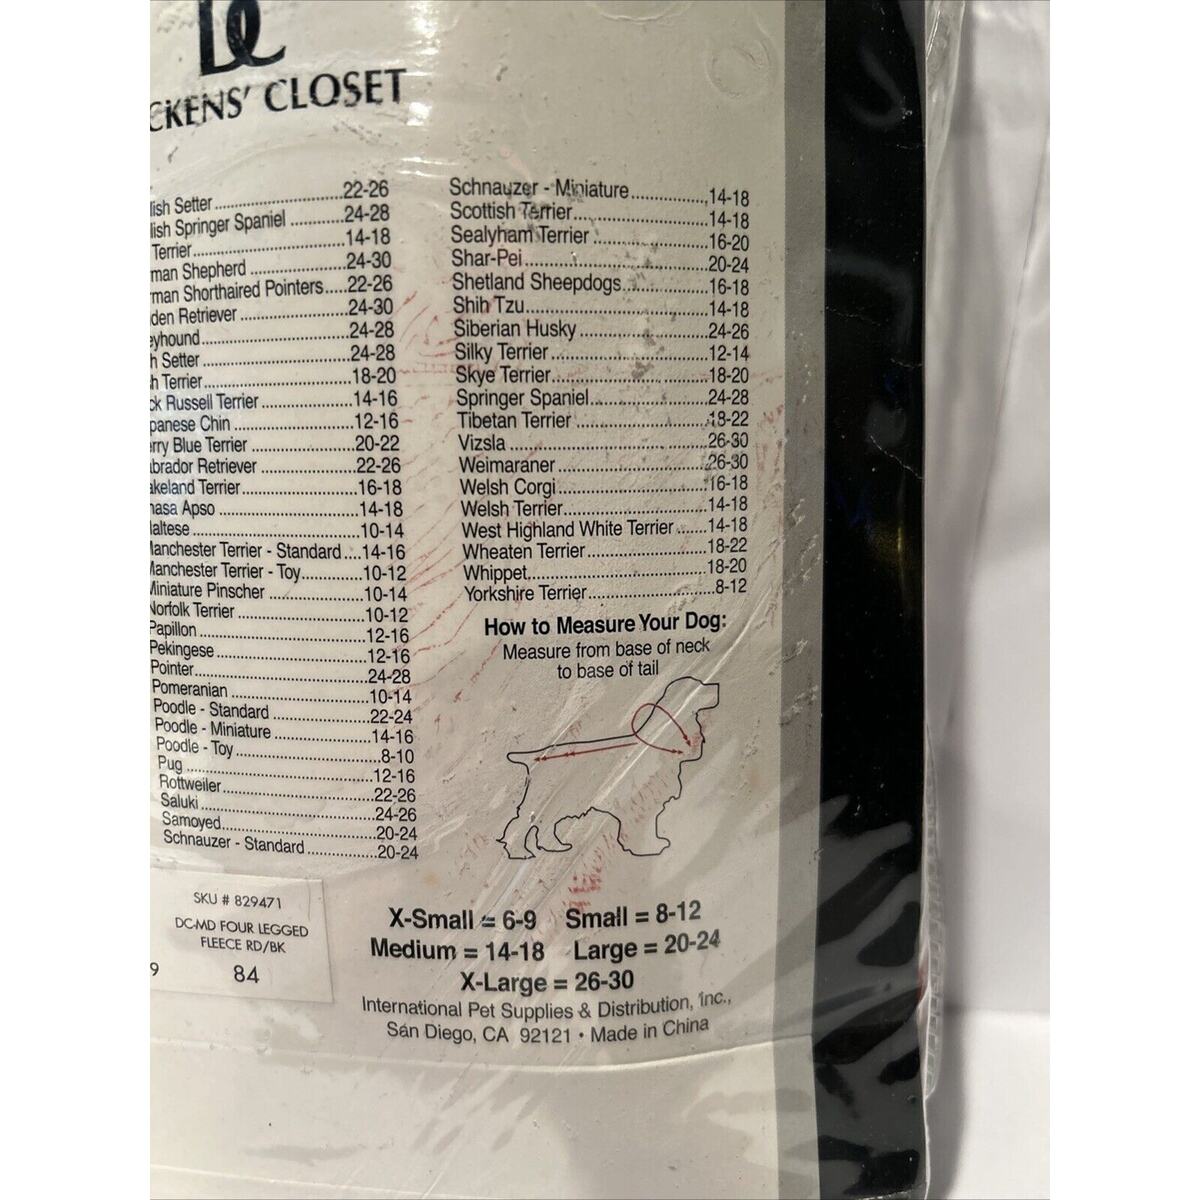 DC
CKENS' CLOSET
lish Setter 22-26
lish Springer Spaniel 24-28
Terrier 14-18
man Shepherd 24-30
man Shorthaired Pointers 22-26
den Retriever 24-30
eyhound 24-28
h Setter 24-28
h Terrier 18-20
ck Russell Terrier 14-16
panese Chin 12-16
rry Blue Terrier 20-22
abrador Retriever 22-26
akeland Terrier 16-18
hasa Apso 14-18
altese 10-14
Manchester Terrier - Standard 14-16
Manchester Terrier - Toy 10-12
Miniature Pinscher 10-14
Norfolk Terrier 10-12
Papillon 12-16
Pekingese 12-16
Pointer 24-28
Pomeranian 10-14
Poodle - Standard 22-24
Poodle - Miniature 14-16
Poodle - Toy 8-10
Pug 12-16
Rottweiler 22-26
Saluki 24-26
Samoyed 20-24
Schnauzer - Standard 20-24
Schnauzer - Miniature 14-18
Scottish Terrier 14-18
Sealyham Terrier 16-20
Shar-Pei 20-24
Shetland Sheepdogs 16-18
Shih Tzu 14-18
Siberian Husky 24-26
Silky Terrier 12-14
Skye Terrier 18-20
Springer Spaniel 24-28
Tibetan Terrier 18-22
Vizsla 26-30
Weimaraner 26-30
Welsh Corgi 16-18
Welsh Terrier 14-18
West Highland White Terrier 14-18
Wheaten Terrier 18-22
Whippet 18-20
Yorkshire Terrier 8-12
How to Measure Your Dog:
Measure from base of neck
to base of tail
SKU # 829471
DC-MD FOUR LEGGED
FLEECE RD/BK
9 84
X-Small = 6-9 Small = 8-12
Medium = 14-18 Large = 20-24
X-Large = 26-30
International Pet Supplies & Distribution, Inc.,
San Diego, CA 92121 • Made in China